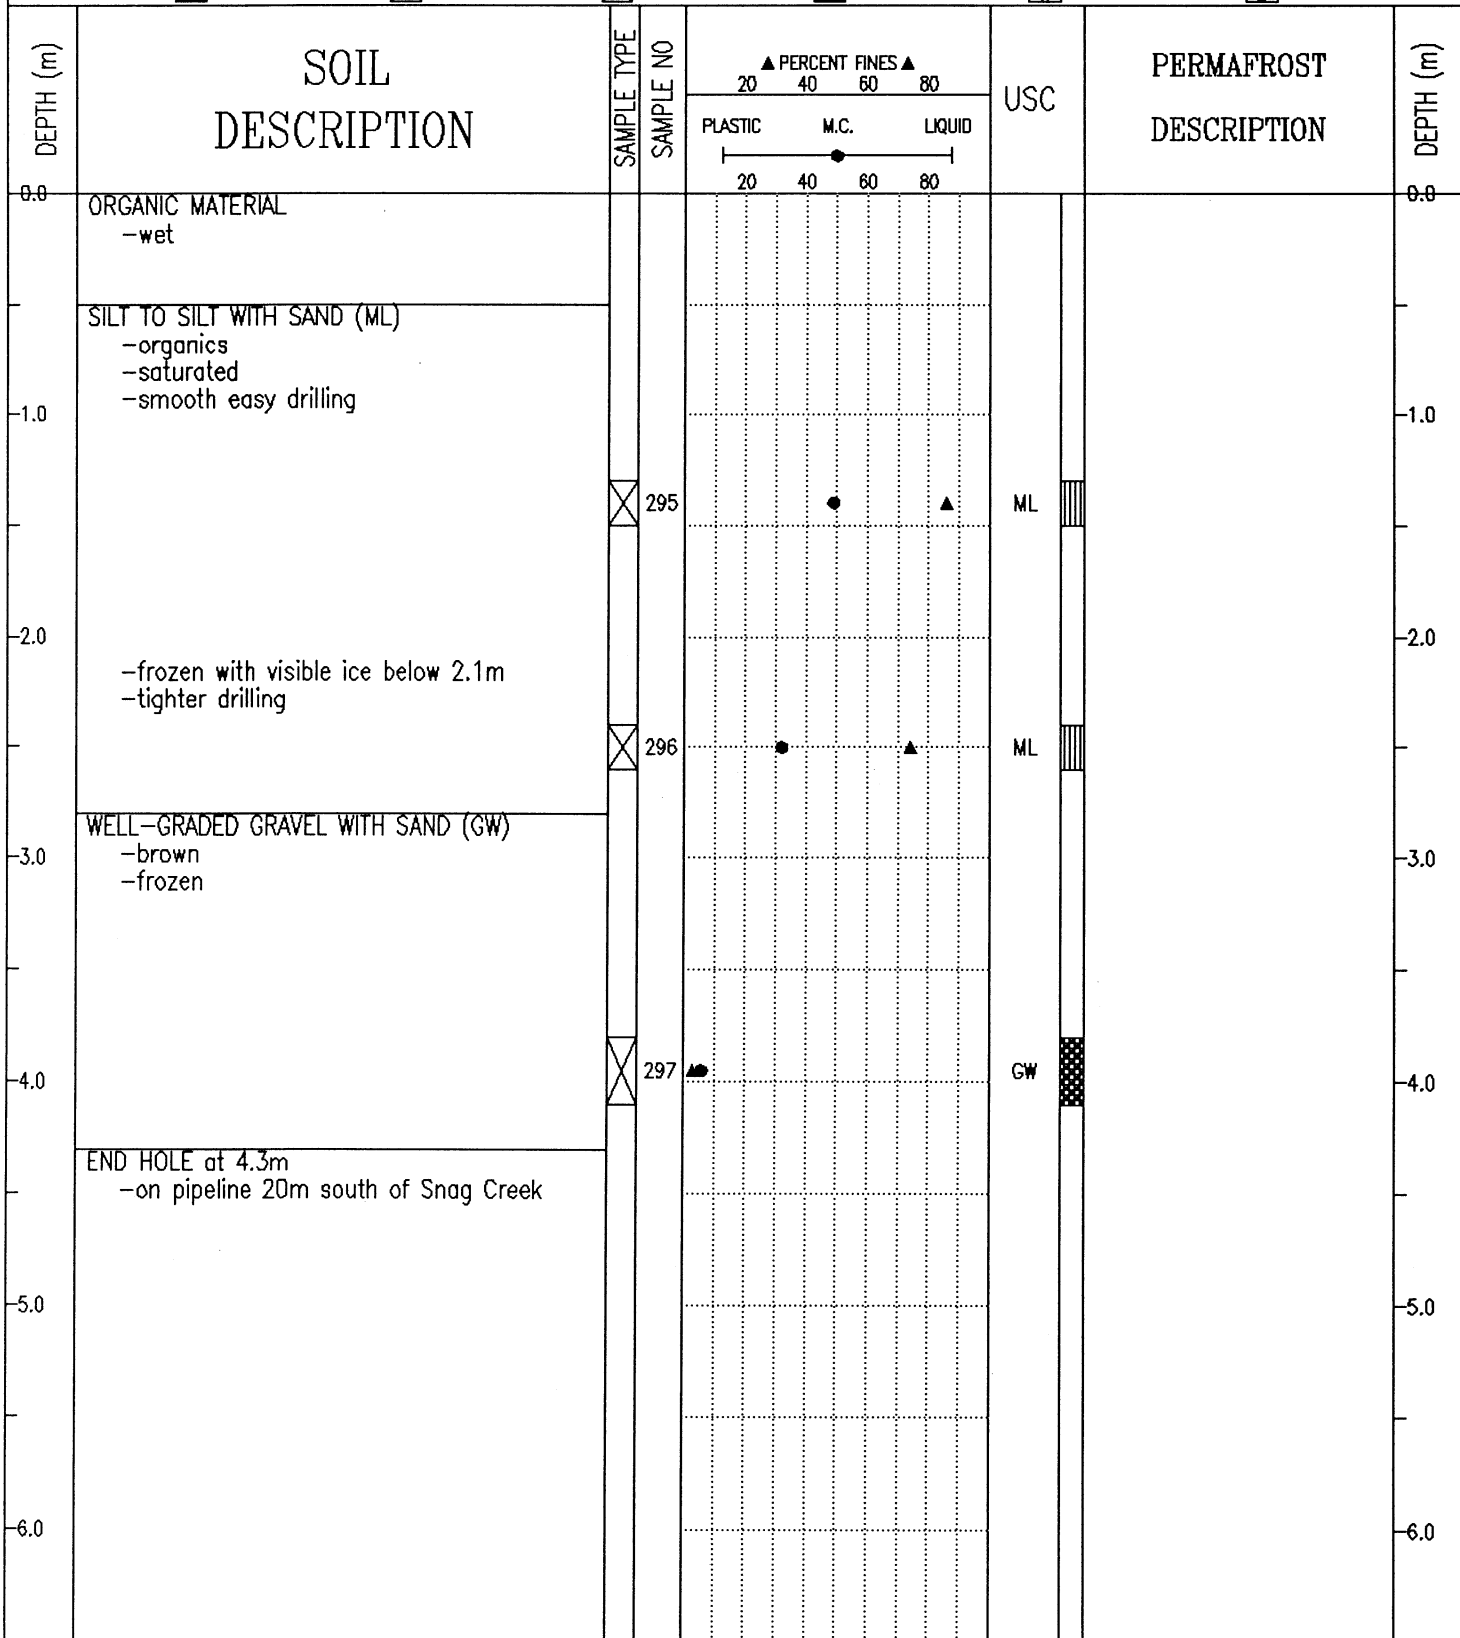 DEPTH (m)
SOIL
DESCRIPTION
SAMPLE TYPE
SAMPLE NO
▲ PERCENT FINES ▲
20 40 60 80
PLASTIC M.C. LIQUID
20 40 60 80
USC
PERMAFROST
DESCRIPTION
DEPTH (m)
0.0 0.0
ORGANIC MATERIAL
-wet
SILT TO SILT WITH SAND (ML)
-organics
-saturated
-smooth easy drilling
1.0 1.0
295 ML
2.0 2.0
-frozen with visible ice below 2.1m
-tighter drilling
296 ML
WELL-GRADED GRAVEL WITH SAND (GW)
-brown
3.0 3.0
-frozen
297 GW
4.0 4.0
END HOLE at 4.3m
-on pipeline 20m south of Snag Creek
5.0 5.0
6.0 6.0